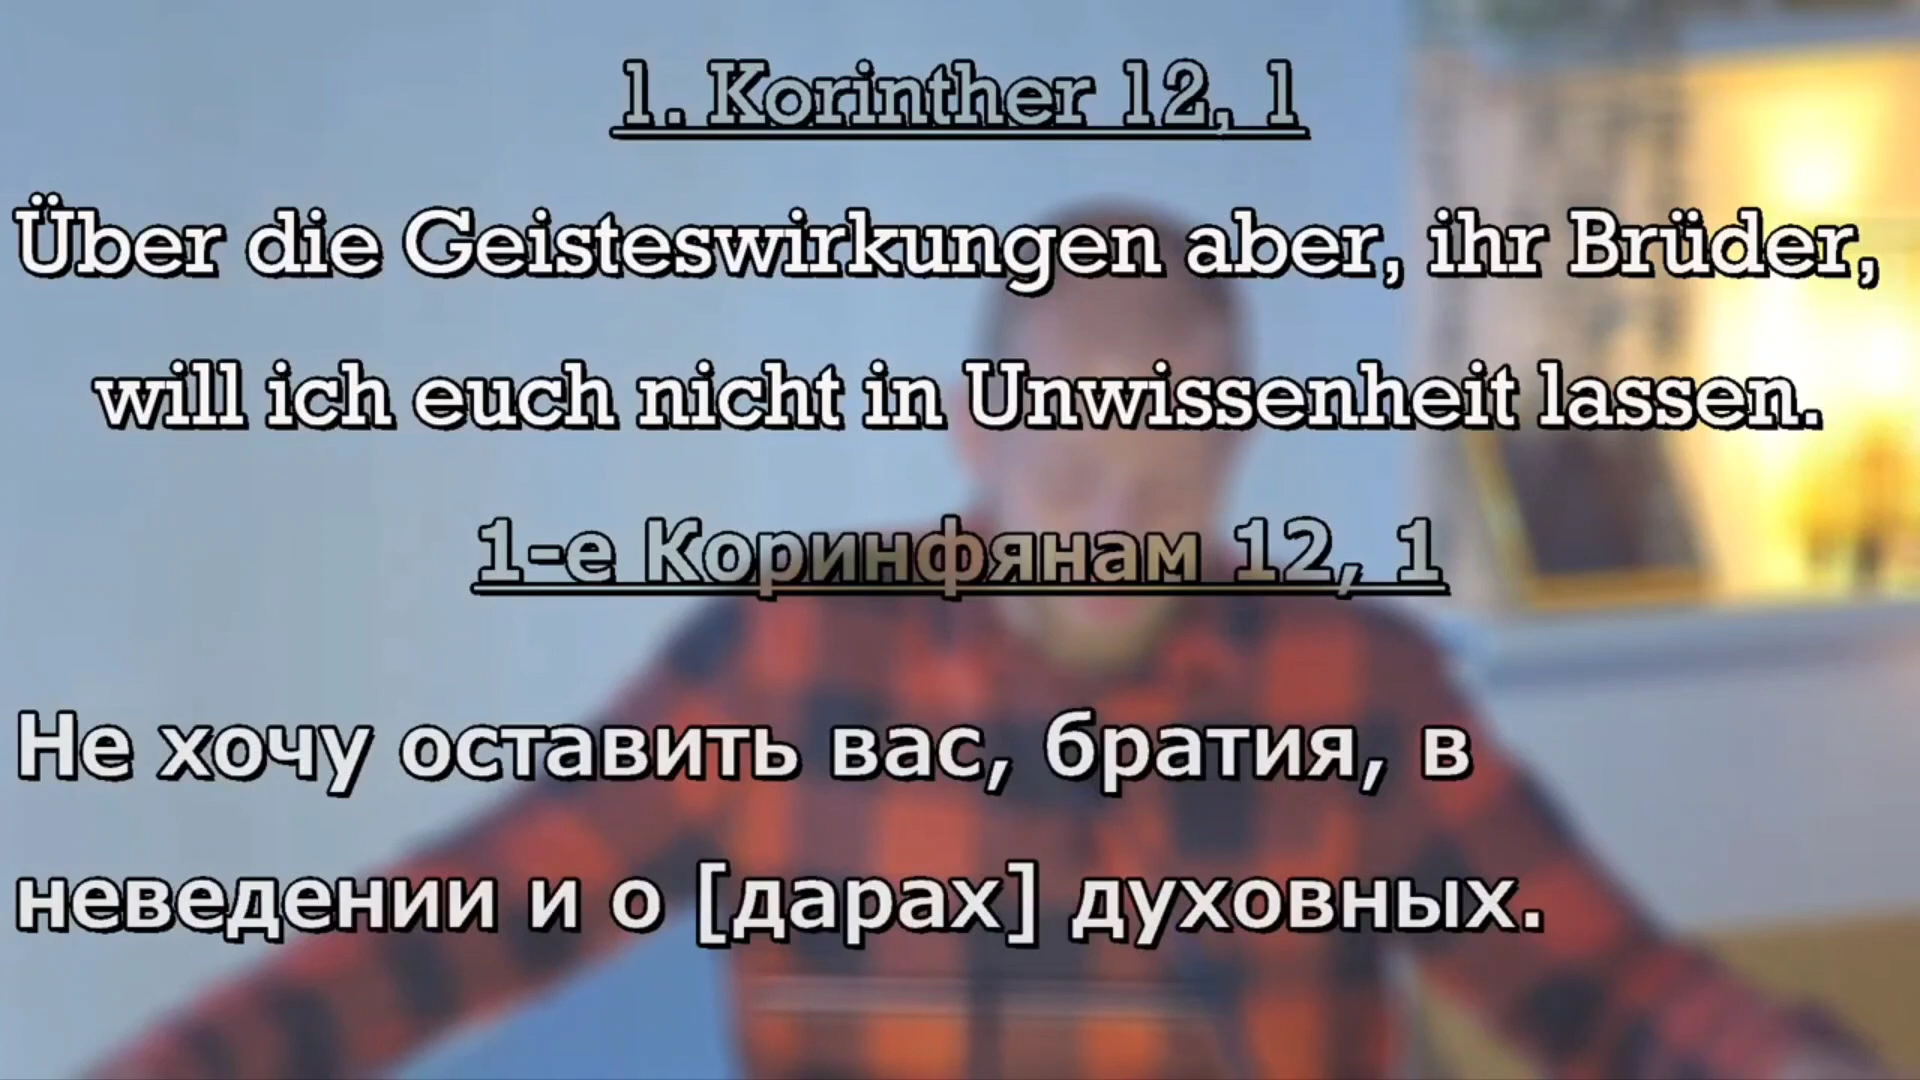 1. Korinther 12, 1
Über die Geisteswirkungen aber, ihr Brüder,
will ich euch nicht in Unwissenheit lassen.
1-е Коринфянам 12, 1
Не хочу оставить вас, братия, в
неведении и о [дарах] духовных.